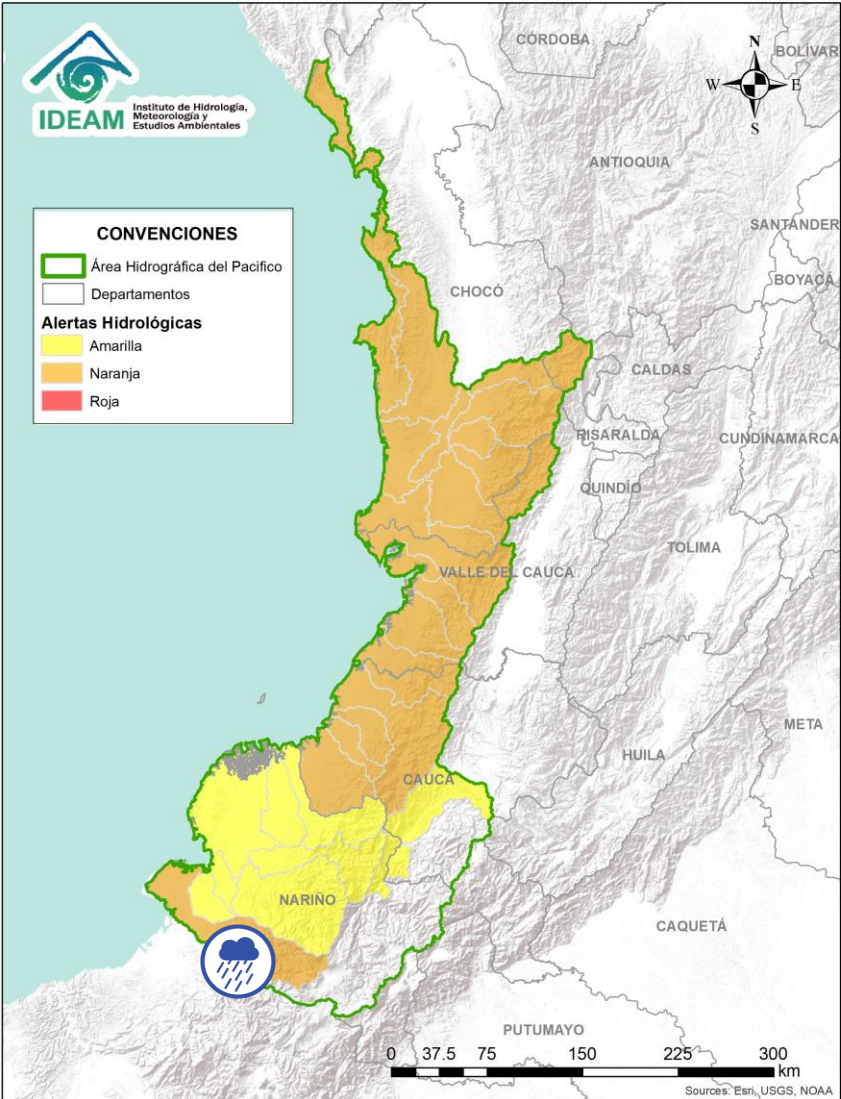 IDEAM
Instituto de Hidrología,
Meteorología y
Estudios Ambientales
CÓRDOBA
BOLÍVAR
N
W
E
S
ANTIOQUIA
SANTANDER
BOYACÁ
CONVENCIONES
Área Hidrográfica del Pacifico
Departamentos
Alertas Hidrológicas
Amarilla
Naranja
Roja
CHOCÓ
CALDAS
RISARALDA
CUNDINAMARCA
QUINDÍO
TOLIMA
VALLE DEL CAUCA
META
HUILA
CAUCA
NARIÑO
CAQUETÁ
PUTUMAYO
0 37.5 75 150 225 300
km
Sources: Esri, USGS, NOAA